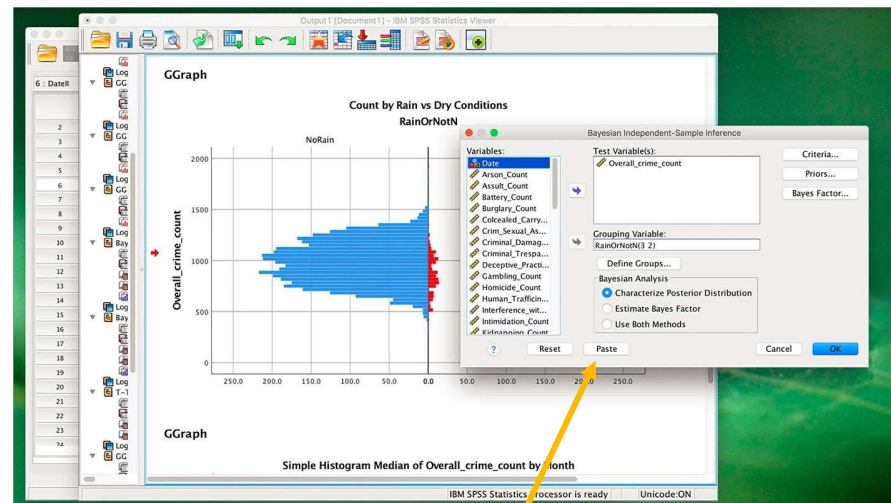 Output1 [Document1] - IBM SPSS Statistics Viewer
6 : DateII
2
3
4
5
6
7
8
9
10
11
12
13
14
15
16
17
18
19
20
21
22
23
24
Log
GG
Log
GG
Log
GG
Log
Bay
Log
Bay
Log
T-T
Log
GG
GGraph
Count by Rain vs Dry Conditions
RainOrNotN
NoRain
Overall_crime_count
2000
1500
1000
500
0
250.0 200.0 150.0 100.0 50.0 0.0 50.0 100.0 150.0 200.0 250.0
GGraph
Simple Histogram Median of Overall_crime_count by Month
IBM SPSS Statistics Processor is ready Unicode:ON
Bayesian Independent-Sample Inference
Variables:
Date
Arson_Count
Assult_Count
Battery_Count
Burglary_Count
Colcealed_Carry...
Crim_Sexual_As...
Criminal_Damag...
Criminal_Trespa...
Deceptive_Practi...
Gambling_Count
Homicide_Count
Human_Trafficin...
Interference_wit...
Intimidation_Count
Kidnapping_Count
Test Variable(s):
Overall_crime_count
Grouping Variable:
RainOrNotN(3 2)
Define Groups...
Bayesian Analysis
Characterize Posterior Distribution
Estimate Bayes Factor
Use Both Methods
Criteria...
Priors...
Bayes Factor...
? Reset Paste Cancel OK